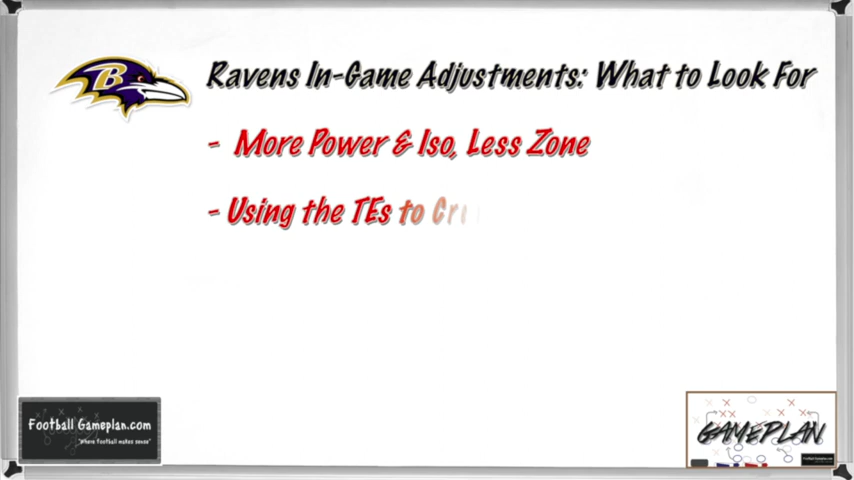 Ravens In-Game Adjustments: What to Look For
- More Power & Iso, Less Zone
- Using the TEs to
Football Gameplan.com
"Where football makes sense"
GAMEPLAN